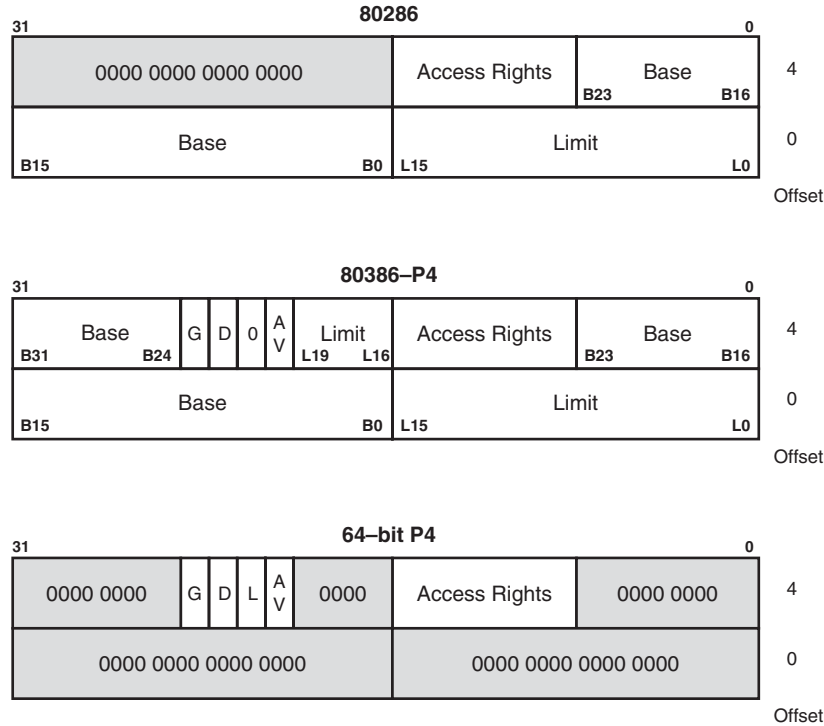 80286
31 0
0000 0000 0000 0000 Access Rights Base 4
B23 B16
Base Limit 0
B15 B0 L15 L0
Offset
80386–P4
31 0
Base G D 0 A V Limit Access Rights Base 4
B31 B24 L19 L16 B23 B16
Base Limit 0
B15 B0 L15 L0
Offset
64–bit P4
31 0
0000 0000 G D L A V 0000 Access Rights 0000 0000 4
0000 0000 0000 0000 0000 0000 0000 0000 0
Offset